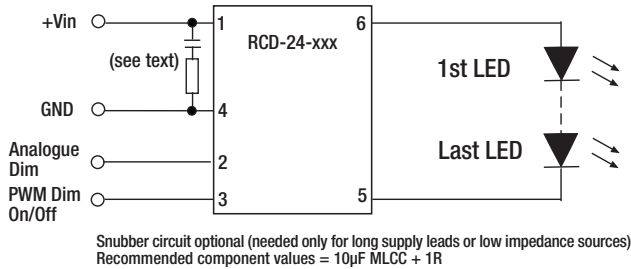 +Vin
1
RCD-24-xxx
6
(see text)
1st LED
GND
4
Analogue
Dim
2
Last LED
PWM Dim
On/Off
3
5
Snubber circuit optional (needed only for long supply leads or low impedance sources)
Recommended component values = 10µF MLCC + 1R